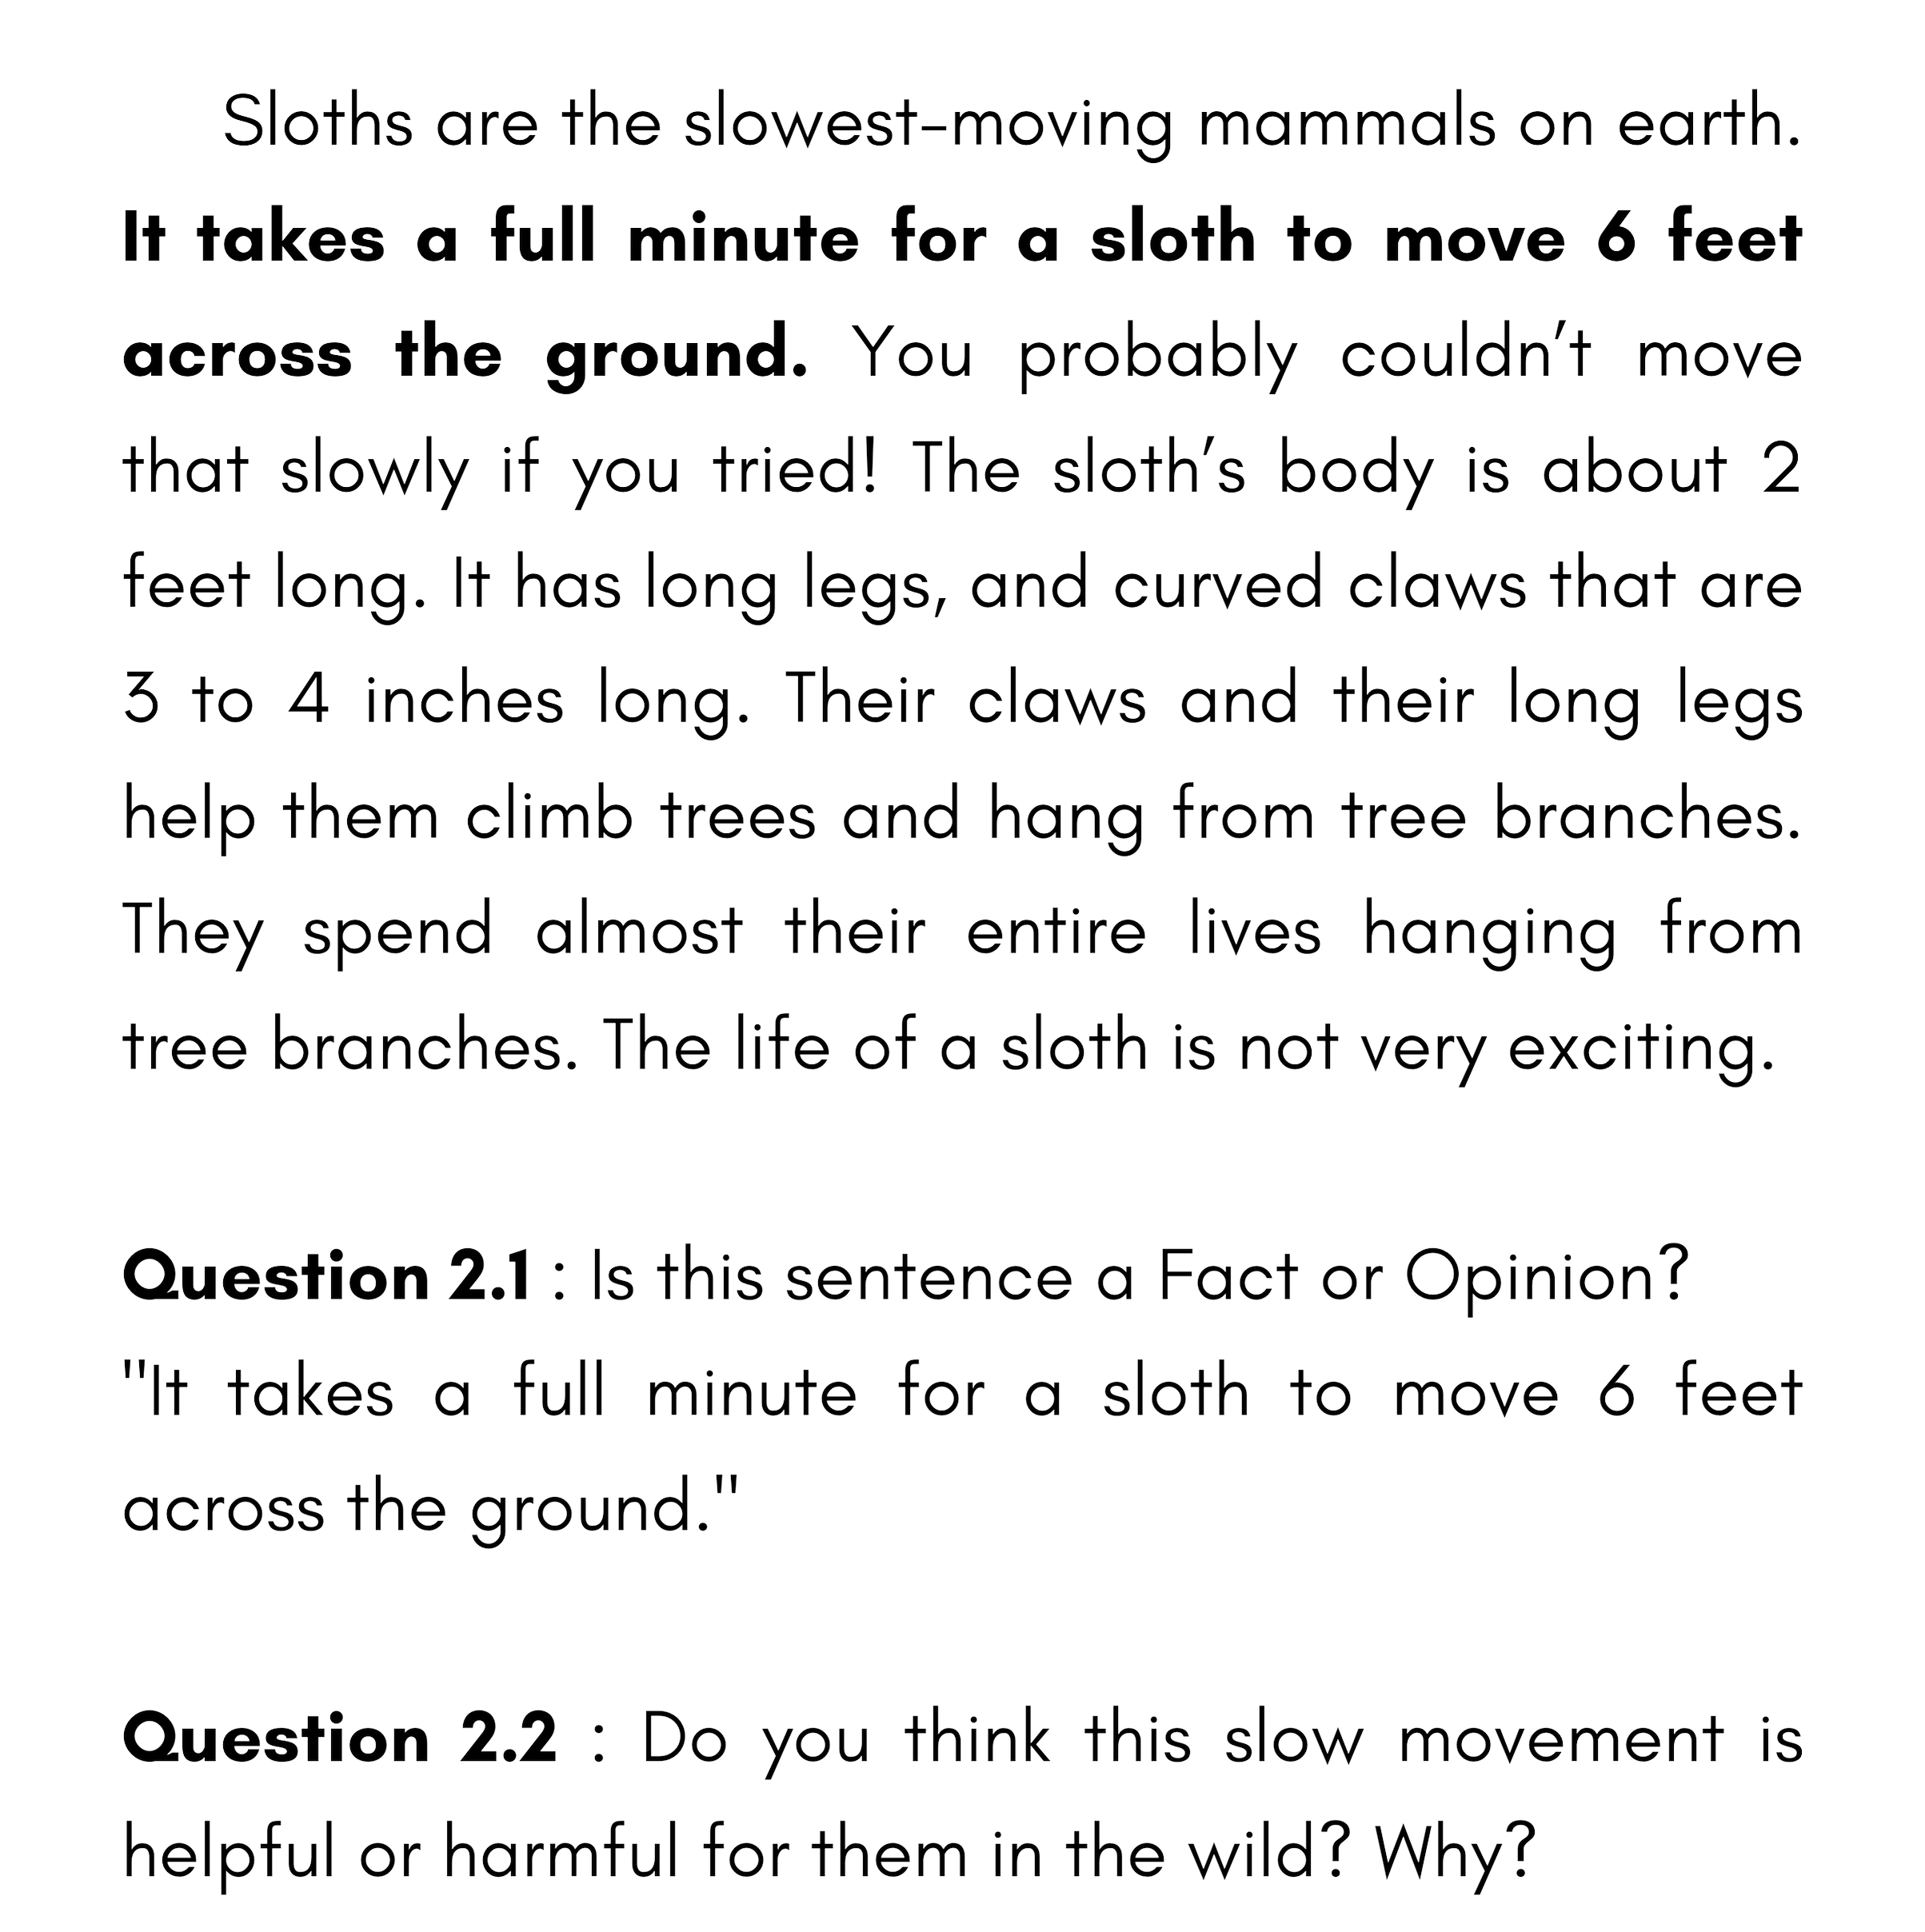 Sloths are the slowest-moving mammals on earth.
It takes a full minute for a sloth to move 6 feet
across the ground. You probably couldn't move
that slowly if you tried! The sloth's body is about 2
feet long. It has long legs, and curved claws that are
3 to 4 inches long. Their claws and their long legs
help them climb trees and hang from tree branches.
They spend almost their entire lives hanging from
tree branches. The life of a sloth is not very exciting.
Question 2.1 : Is this sentence a Fact or Opinion?
"It takes a full minute for a sloth to move 6 feet
across the ground."
Question 2.2 : Do you think this slow movement is
helpful or harmful for them in the wild? Why?